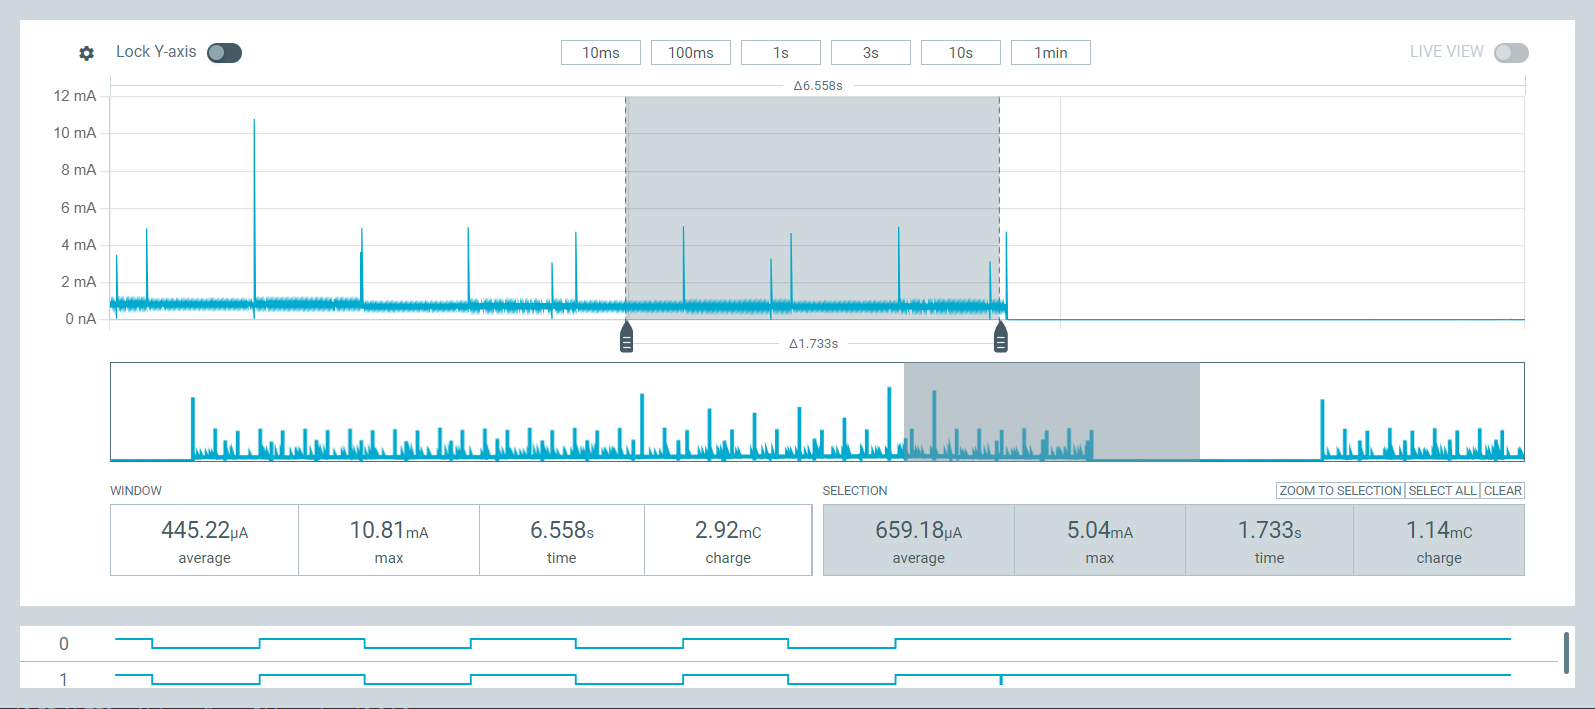 Lock Y-axis 10ms 100ms 1s 3s 10s 1min LIVE VIEW
Δ6.558s
12 mA
10 mA
8 mA
6 mA
4 mA
2 mA
0 nA
Δ1.733s
WINDOW SELECTION ZOOM TO SELECTION SELECT ALL CLEAR
445.22μA 10.81mA 6.558s 2.92mC 659.18μA 5.04mA 1.733s 1.14mC
average max time charge average max time charge
0
1